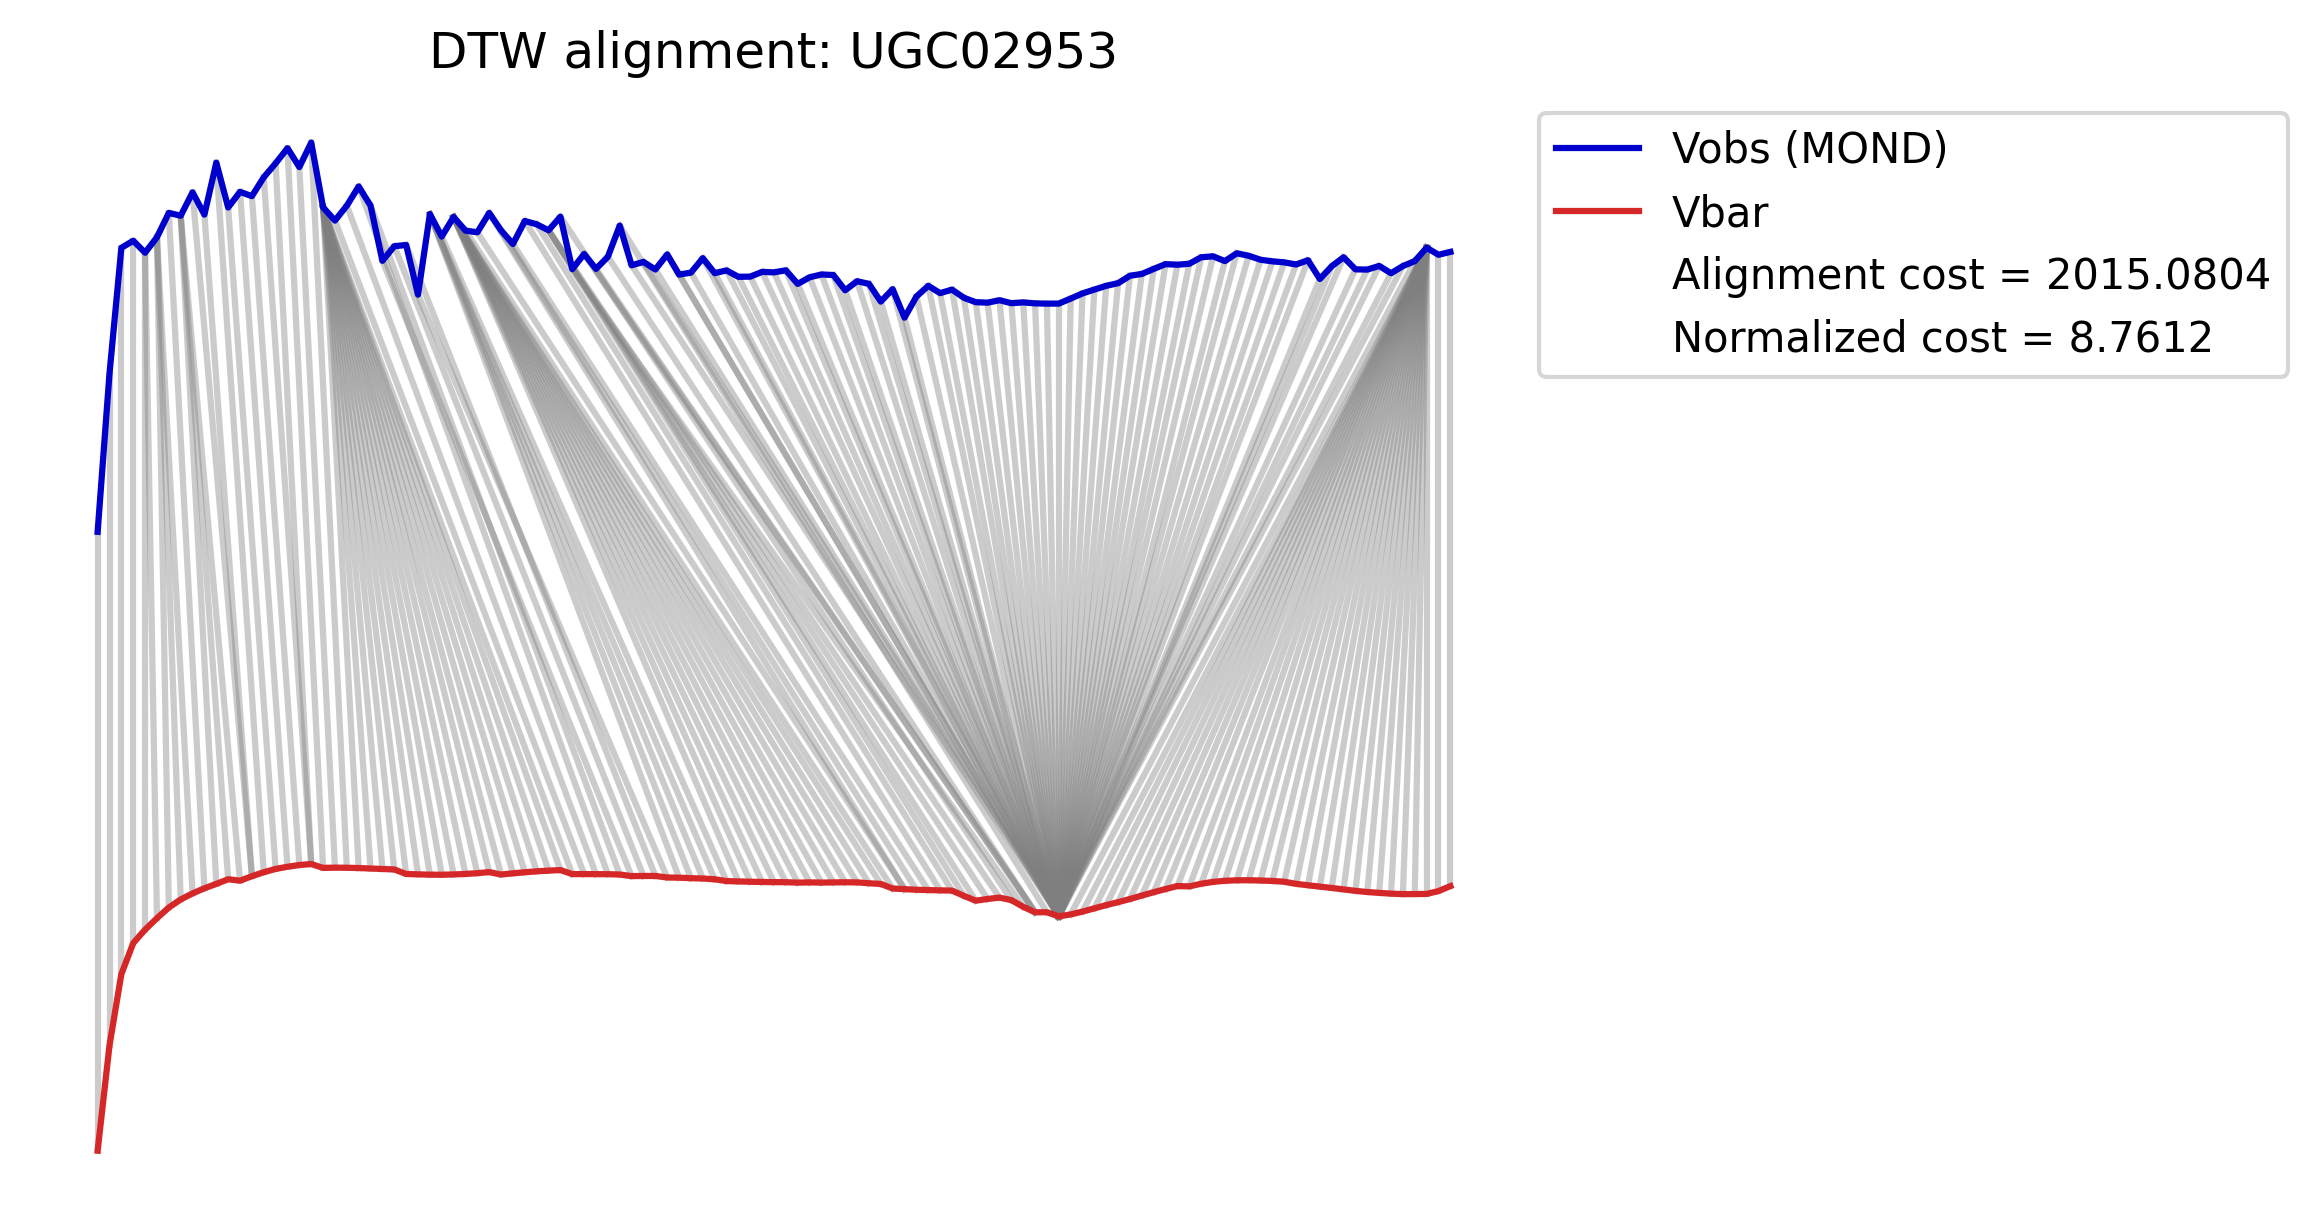 DTW alignment: UGC02953
Vobs (MOND)
Vbar
Alignment cost = 2015.0804
Normalized cost = 8.7612